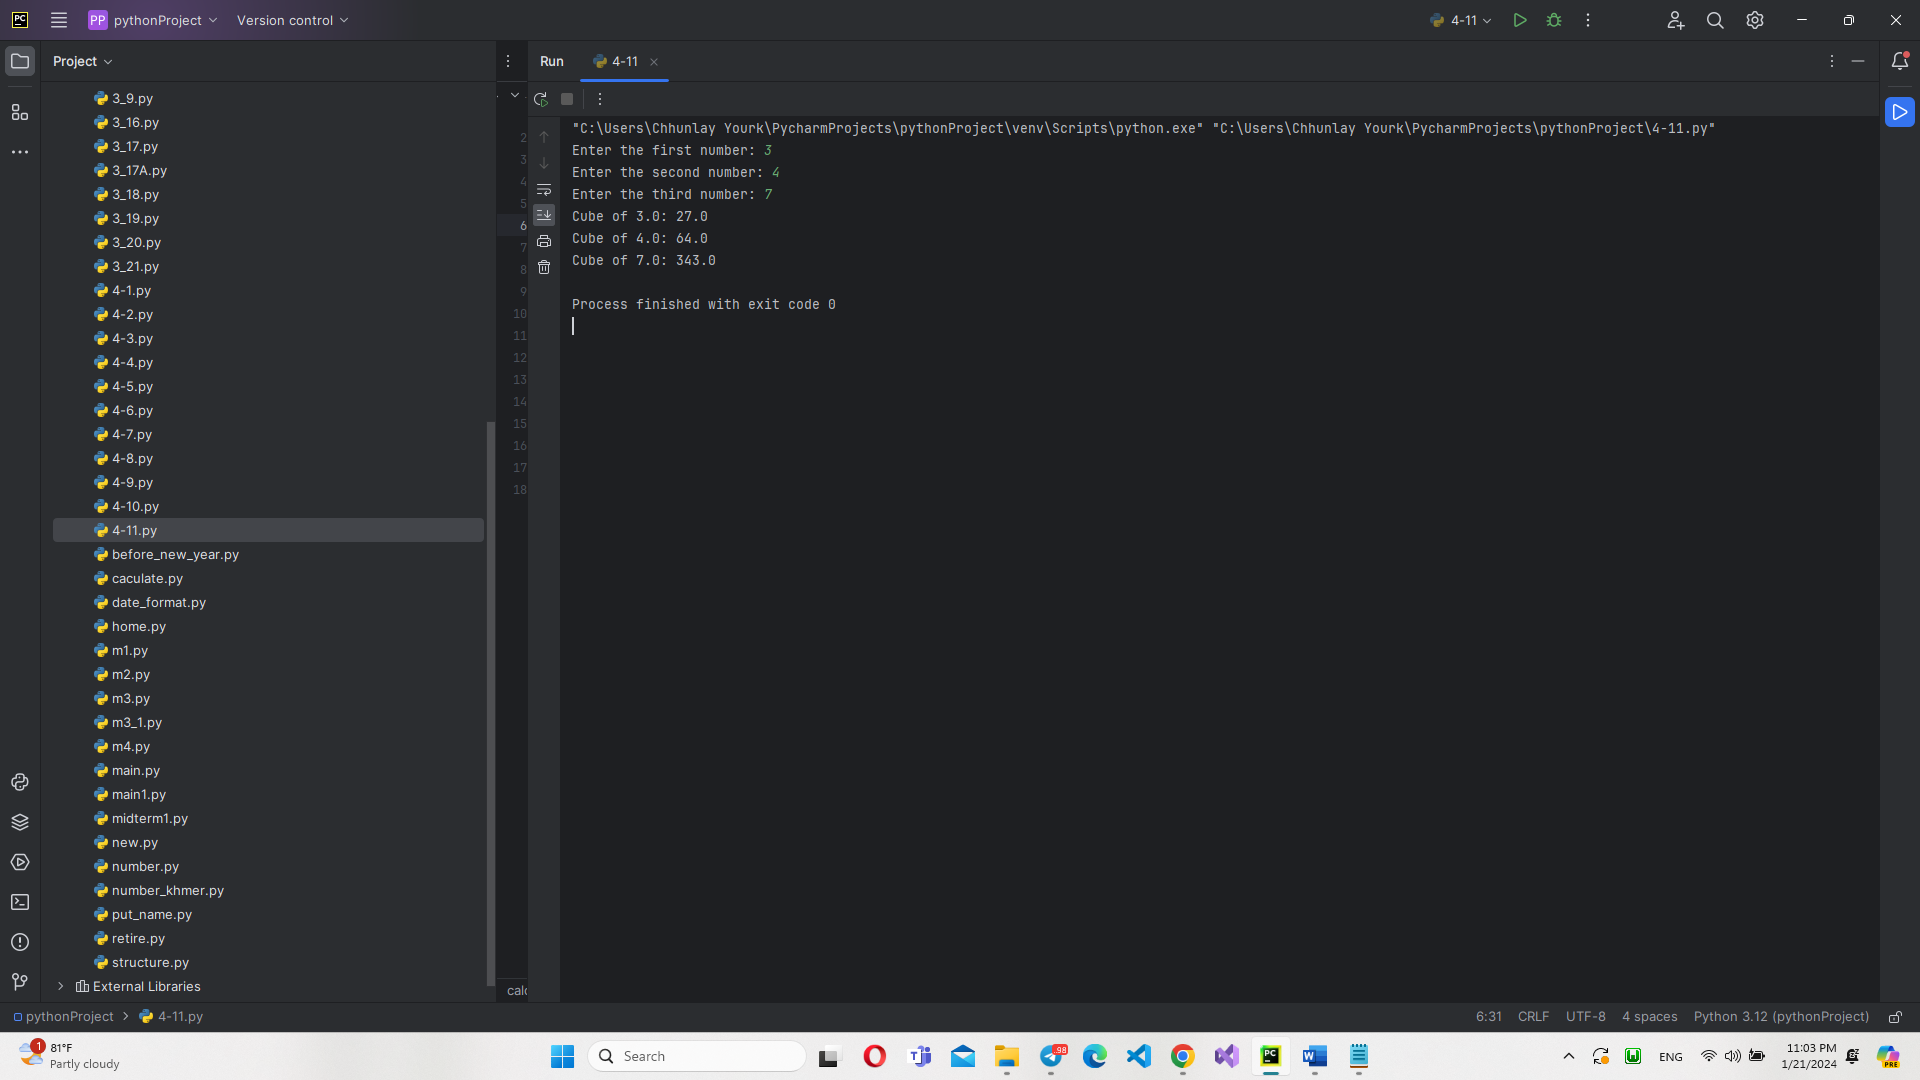 PC PP pythonProject Version control 4-11
Project
Run 4-11
3_9.py
3_16.py
3_17.py
3_17A.py
3_18.py
3_19.py
3_20.py
3_21.py
4-1.py
4-2.py
4-3.py
4-4.py
4-5.py
4-6.py
4-7.py
4-8.py
4-9.py
4-10.py
4-11.py
before_new_year.py
caculate.py
date_format.py
home.py
m1.py
m2.py
m3.py
m3_1.py
m4.py
main.py
main1.py
midterm1.py
new.py
number.py
number_khmer.py
put_name.py
retire.py
structure.py
External Libraries
2
3
4
5
6
7
8
9
10
11
12
13
14
15
16
17
18
"C:\Users\Chhunlay Yourk\PycharmProjects\pythonProject\venv\Scripts\python.exe" "C:\Users\Chhunlay Yourk\PycharmProjects\pythonProject\4-11.py"
Enter the first number: 3
Enter the second number: 4
Enter the third number: 7
Cube of 3.0: 27.0
Cube of 4.0: 64.0
Cube of 7.0: 343.0
Process finished with exit code 0
pythonProject 4-11.py
6:31 CRLF UTF-8 4 spaces Python 3.12 (pythonProject)
1
81°F
Partly cloudy
Search
98
PC
ENG
11:03 PM
1/21/2024
PRE